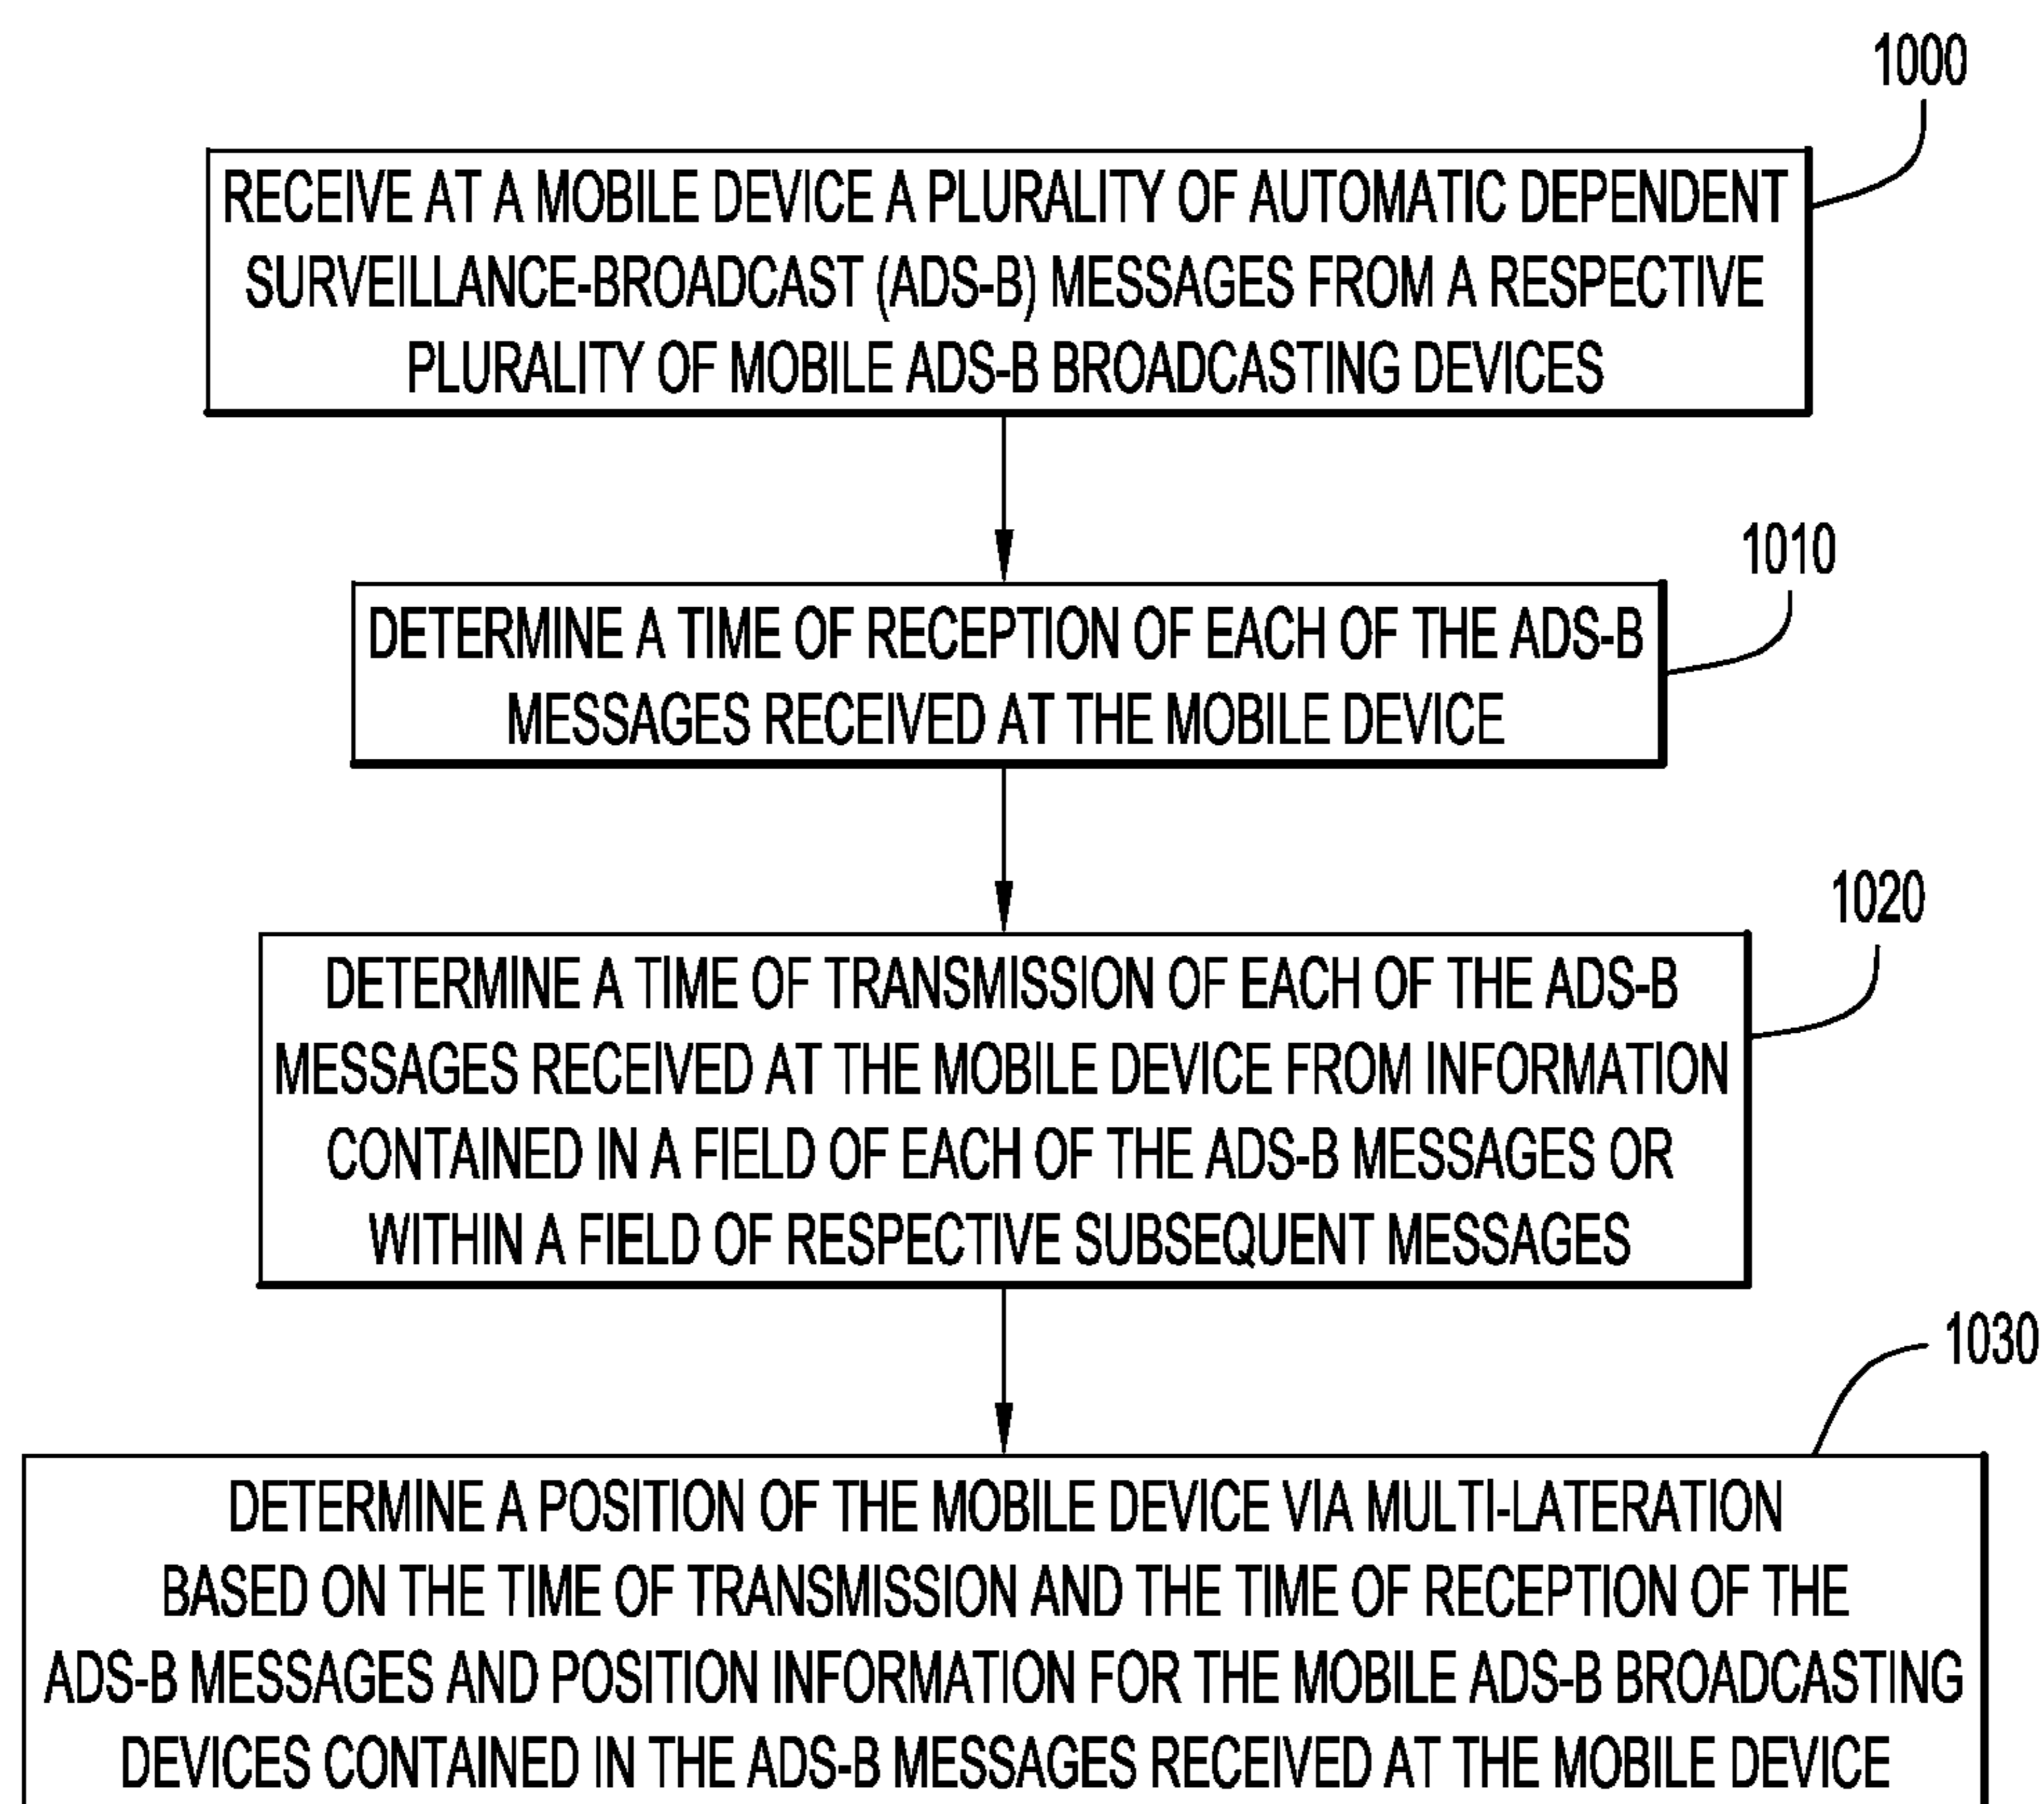 1000
RECEIVE AT A MOBILE DEVICE A PLURALITY OF AUTOMATIC DEPENDENT
SURVEILLANCE-BROADCAST (ADS-B) MESSAGES FROM A RESPECTIVE
PLURALITY OF MOBILE ADS-B BROADCASTING DEVICES
1010
DETERMINE A TIME OF RECEPTION OF EACH OF THE ADS-B
MESSAGES RECEIVED AT THE MOBILE DEVICE
1020
DETERMINE A TIME OF TRANSMISSION OF EACH OF THE ADS-B
MESSAGES RECEIVED AT THE MOBILE DEVICE FROM INFORMATION
CONTAINED IN A FIELD OF EACH OF THE ADS-B MESSAGES OR
WITHIN A FIELD OF RESPECTIVE SUBSEQUENT MESSAGES
1030
DETERMINE A POSITION OF THE MOBILE DEVICE VIA MULTI-LATERATION
BASED ON THE TIME OF TRANSMISSION AND THE TIME OF RECEPTION OF THE
ADS-B MESSAGES AND POSITION INFORMATION FOR THE MOBILE ADS-B BROADCASTING
DEVICES CONTAINED IN THE ADS-B MESSAGES RECEIVED AT THE MOBILE DEVICE